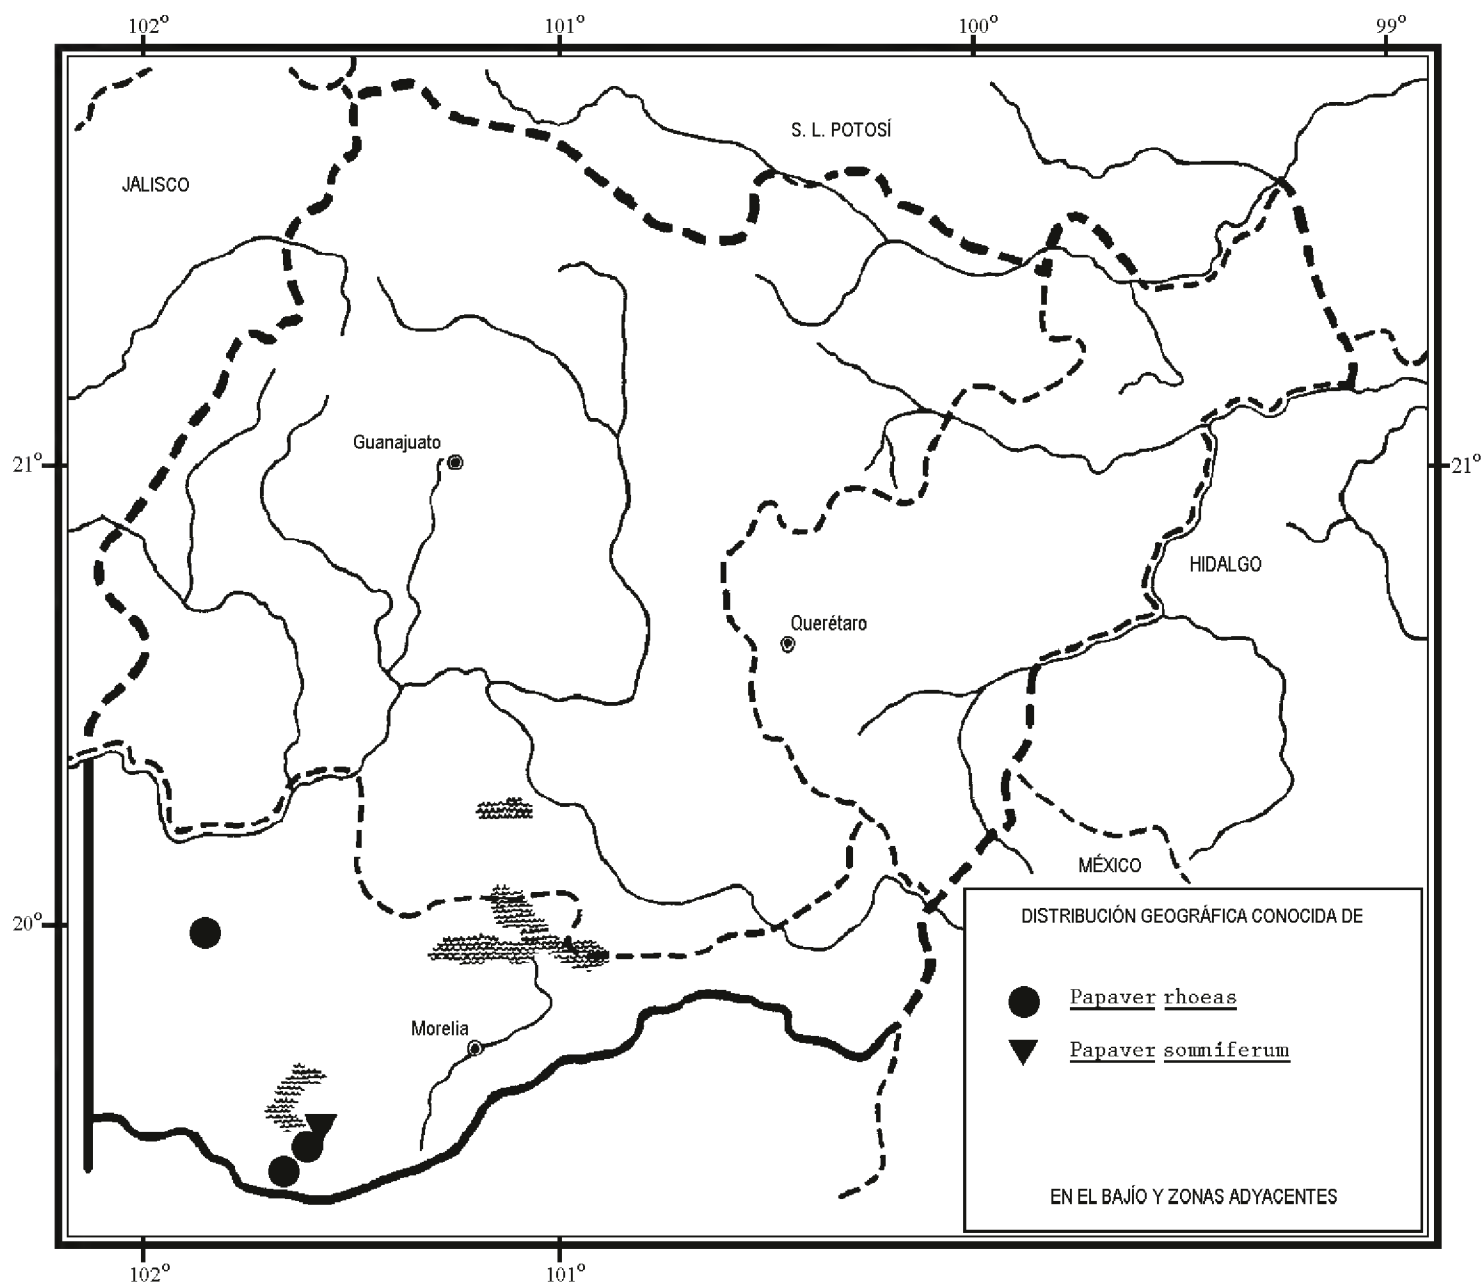 102° 101° 100° 99°
S. L. POTOSÍ
JALISCO
Guanajuato
21° 21°
HIDALGO
Querétaro
MÉXICO
20°
DISTRIBUCIÓN GEOGRÁFICA CONOCIDA DE
Papaver rhoeas
Morelia
Papaver somníferum
EN EL BAJÍO Y ZONAS ADYACENTES
102° 101°